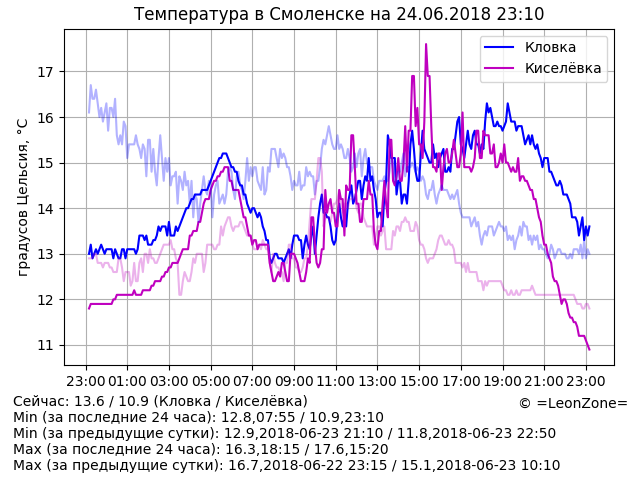 Температура в Смоленске на 24.06.2018 23:10
Кловка
Киселёвка
градусов Цельсия, °C
17
16
15
14
13
12
11
23:00 01:00 03:00 05:00 07:00 09:00 11:00 13:00 15:00 17:00 19:00 21:00 23:00
Сейчас: 13.6 / 10.9 (Кловка / Киселёвка)
© =LeonZone=
Min (за последние 24 часа): 12.8,07:55 / 10.9,23:10
Min (за предыдущие сутки): 12.9,2018-06-23 21:10 / 11.8,2018-06-23 22:50
Max (за последние 24 часа): 16.3,18:15 / 17.6,15:20
Max (за предыдущие сутки): 16.7,2018-06-22 23:15 / 15.1,2018-06-23 10:10